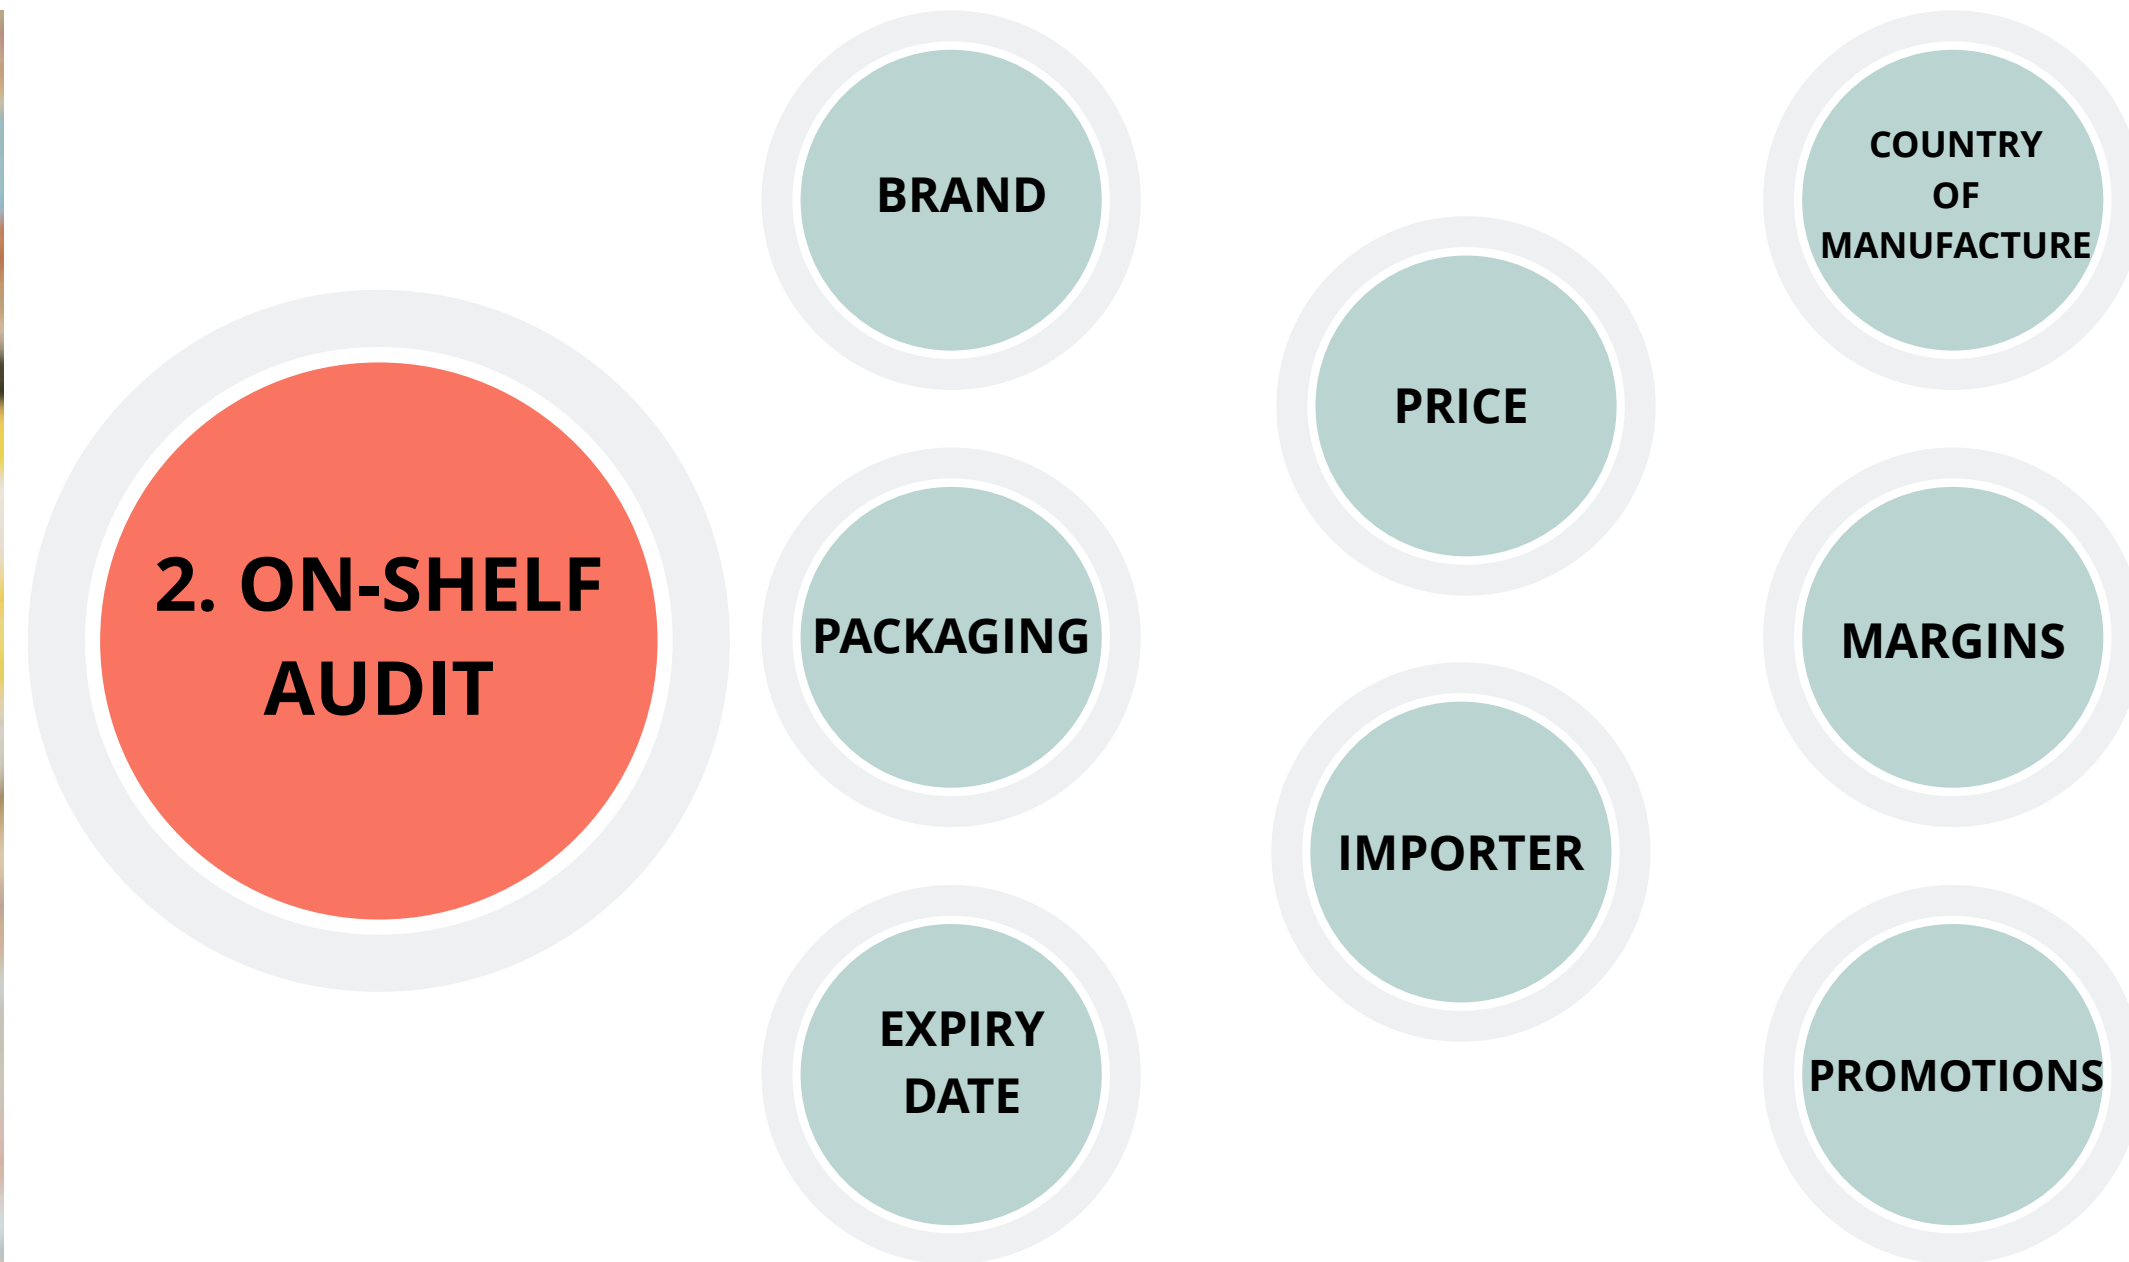 2. ON-SHELF
AUDIT
BRAND
PACKAGING
EXPIRY
DATE
PRICE
IMPORTER
COUNTRY
OF
MANUFACTURE
MARGINS
PROMOTIONS